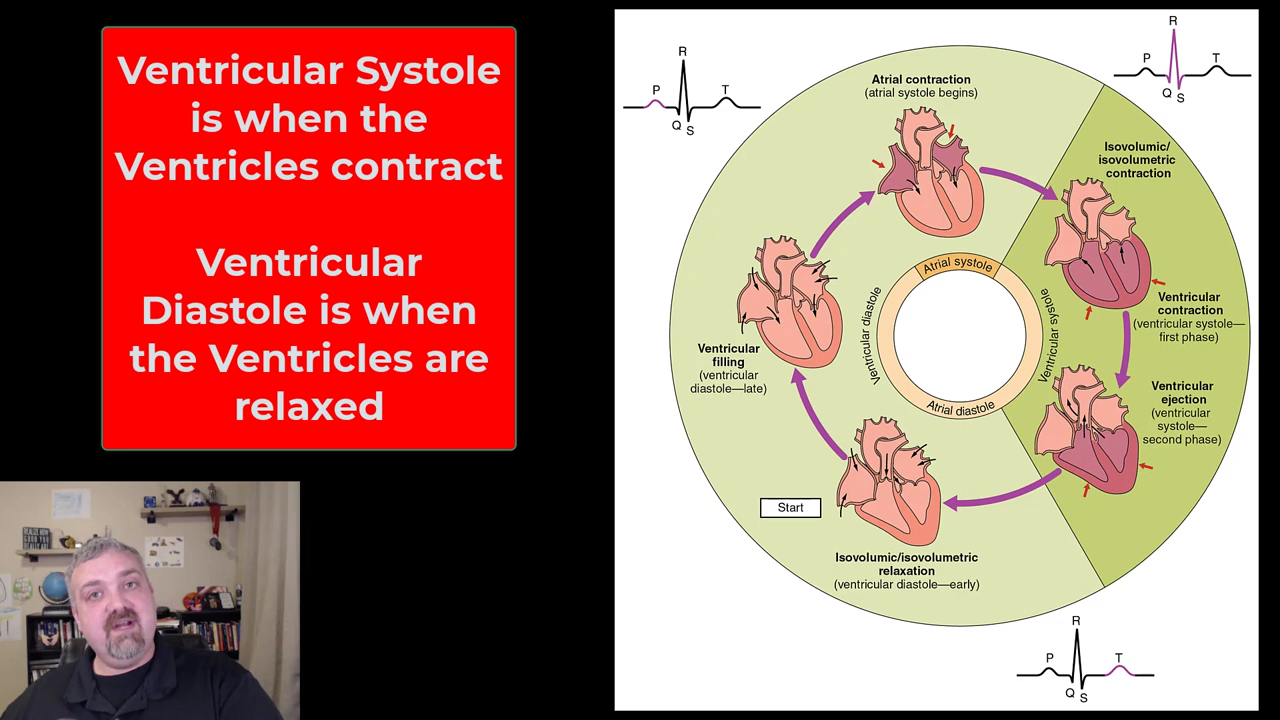 Ventricular Systole
is when the
Ventricles contract
Ventricular
Diastole is when
the Ventricles are
relaxed
R
P
T
Q
S
R
P
T
Q
S
Atrial contraction
(atrial systole begins)
Isovolumic/
isovolumetric
contraction
Ventricular
contraction
(ventricular systole—
first phase)
Ventricular
ejection
(ventricular
systole—
second phase)
Atrial systole
Ventricular diastole
Ventricular systole
Atrial diastole
Ventricular
filling
(ventricular
diastole—late)
Start
Isovolumic/isovolumetric
relaxation
(ventricular diastole—early)
R
P
T
Q
S